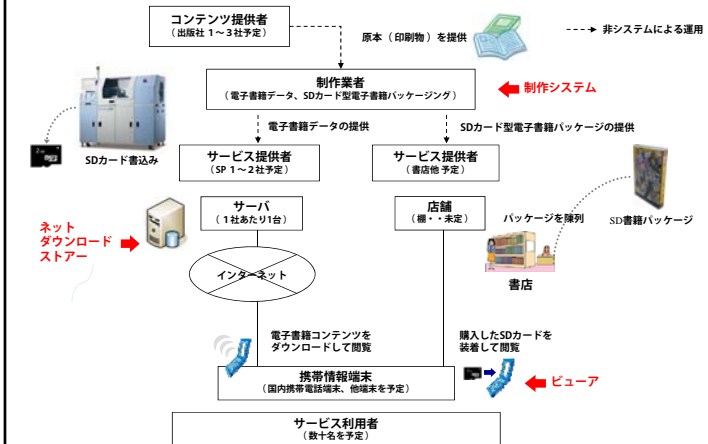 コンテンツ提供者
（出版社 1～3社予定）
原本（印刷物）を提供
非システムによる運用
制作業者
（電子書籍データ、SDカード型電子書籍パッケージング）
制作システム
電子書籍データの提供
SDカード型電子書籍パッケージの提供
SDカード書込み
サービス提供者
（SP 1～2社予定）
サービス提供者
（書店他 予定）
サーバ
（1社あたり1台）
店舗
（棚・・未定）
パッケージを陳列
SD書籍パッケージ
ネット
ダウンロード
ストアー
インターネット
書店
電子書籍コンテンツを
ダウンロードして閲覧
購入したSDカードを
装着して閲覧
携帯情報端末
（国内携帯電話端末、他端末を予定）
ビューア
サービス利用者
（数十名を予定）